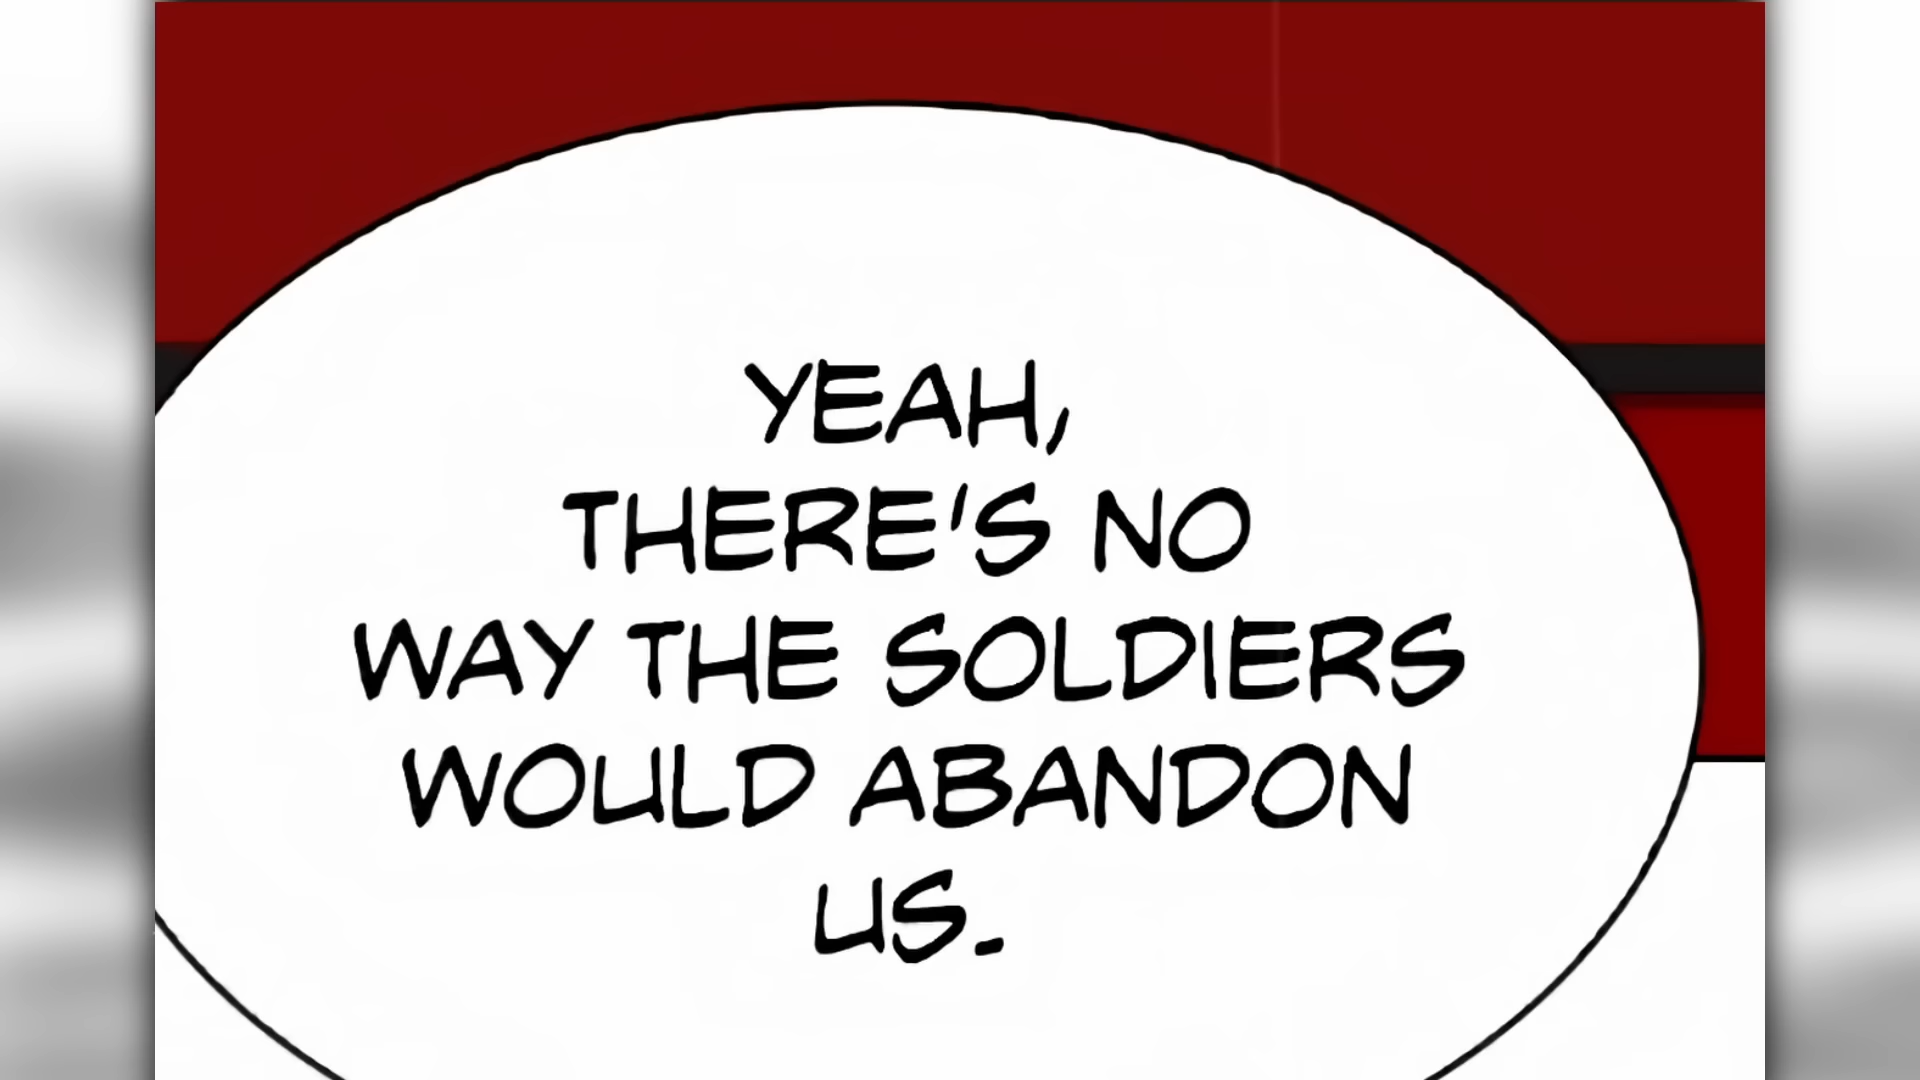 YEAH,
THERE'S NO
WAY THE SOLDIERS
WOULD ABANDON
US.